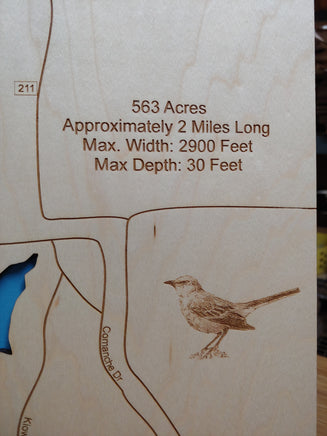 211
563 Acres
Approximately 2 Miles Long
Max. Width: 2900 Feet
Max Depth: 30 Feet
Comanche Dr